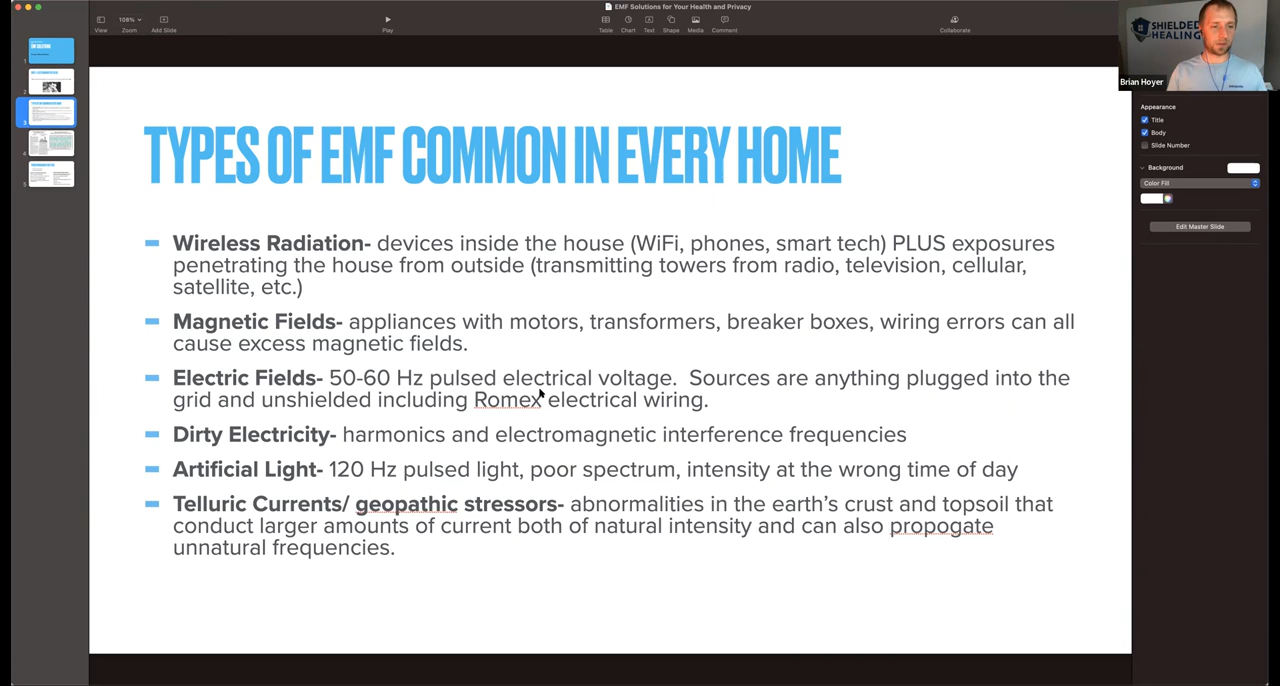 EMF Solutions for Your Health and Privacy
108%
View
Zoom
Add Slide
Play
Table
Chart
Text
Shape
Media
Comment
Collaborate
SHIELDED
HEALING
Brian Hoyer
1
2
3
4
5
TYPES OF EMF COMMON IN EVERY HOME
Wireless Radiation- devices inside the house (WiFi, phones, smart tech) PLUS exposures
penetrating the house from outside (transmitting towers from radio, television, cellular,
satellite, etc.)
Magnetic Fields- appliances with motors, transformers, breaker boxes, wiring errors can all
cause excess magnetic fields.
Electric Fields- 50-60 Hz pulsed electrical voltage.  Sources are anything plugged into the
grid and unshielded including Romex electrical wiring.
Dirty Electricity- harmonics and electromagnetic interference frequencies
Artificial Light- 120 Hz pulsed light, poor spectrum, intensity at the wrong time of day
Telluric Currents/ geopathic stressors- abnormalities in the earth's crust and topsoil that
conduct larger amounts of current both of natural intensity and can also propogate
unnatural frequencies.
Appearance
Title
Body
Slide Number
Background
Color Fill
Edit Master Slide